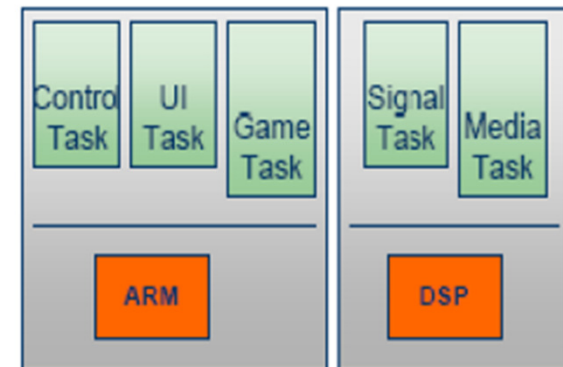 Control
Task
UI
Task
Game
Task
Signal
Task
Media
Task
ARM
DSP